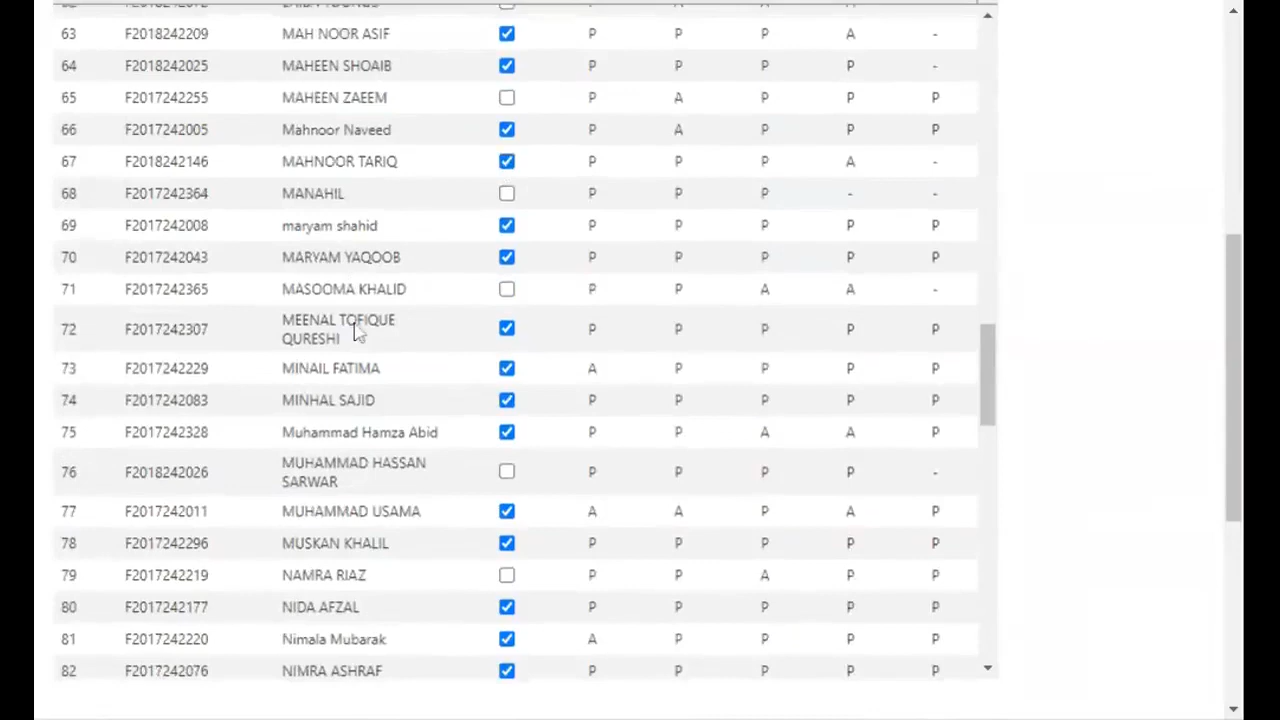 63 F2018242209 MAH NOOR ASIF P P P A -
64 F2018242025 MAHEEN SHOAIB P P P P -
65 F2017242255 MAHEEN ZAEEM P A P P P
66 F2017242005 Mahnoor Naveed P A P P P
67 F2018242146 MAHNOOR TARIQ P P P A -
68 F2017242364 MANAHIL P P P - -
69 F2017242008 maryam shahid P P P P P
70 F2017242043 MARYAM YAQOOB P P P P P
71 F2017242365 MASOOMA KHALID P P A A -
72 F2017242307 MEENAL TOFIQUE P P P P P
QURESHI
73 F2017242229 MINAIL FATIMA A P P P P
74 F2017242083 MINHAL SAJID P P P P P
75 F2017242328 Muhammad Hamza Abid P P A A P
76 F2018242026 MUHAMMAD HASSAN P P P P -
SARWAR
77 F2017242011 MUHAMMAD USAMA A A P A P
78 F2017242296 MUSKAN KHALIL P P P P P
79 F2017242219 NAMRA RIAZ P P A P P
80 F2017242177 NIDA AFZAL P P P P P
81 F2017242220 Nimala Mubarak A P P P P
82 F2017242076 NIMRA ASHRAF P P P P P